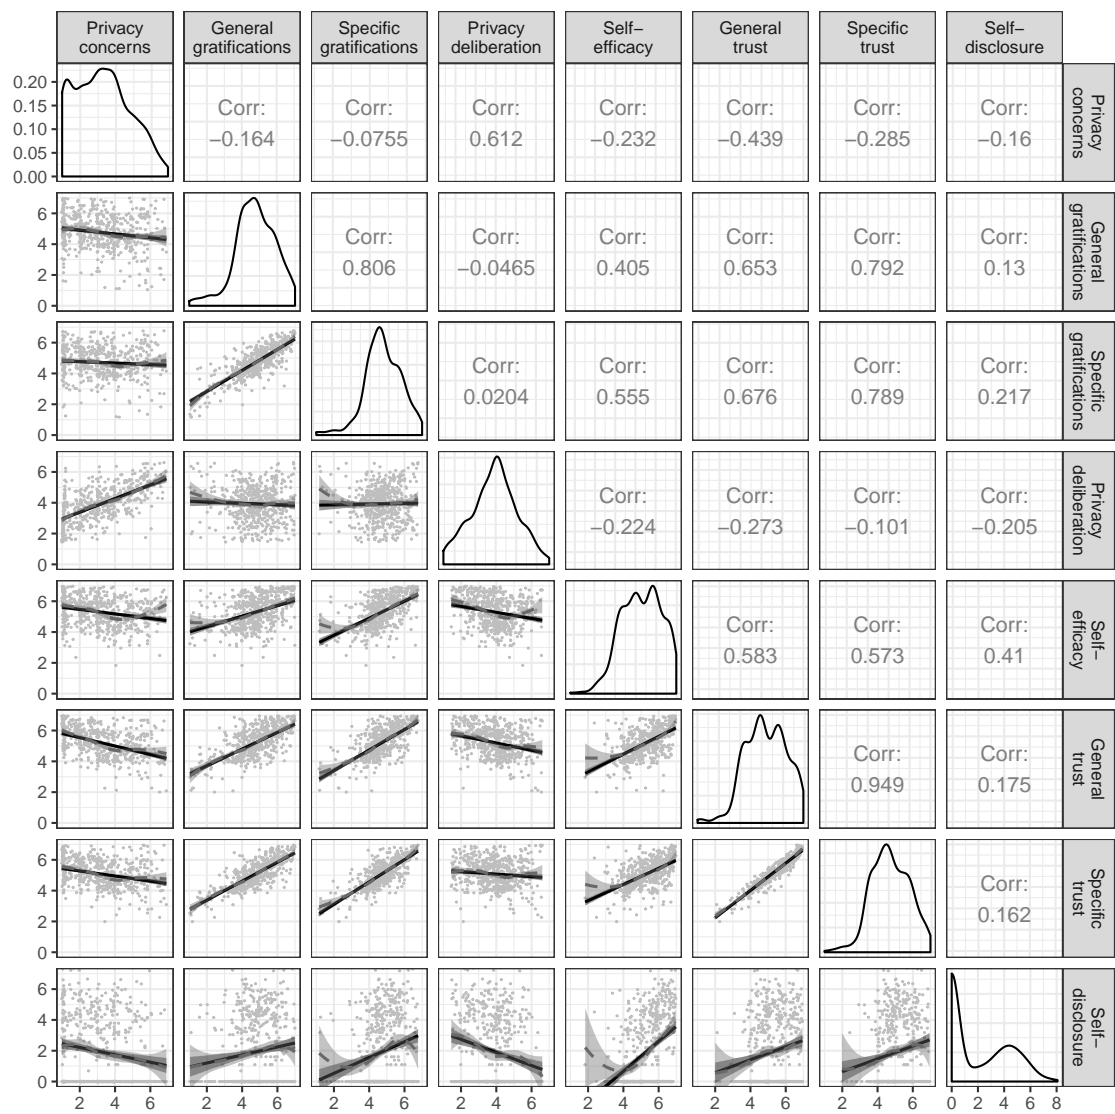 Privacy
concerns
General
gratifications
Specific
gratifications
Privacy
deliberation
Self−
efficacy
General
trust
Specific
trust
Self−
disclosure
0.20
0.15
0.10
0.05
0.00
Corr:
−0.164
Corr:
−0.0755
Corr:
0.612
Corr:
−0.232
Corr:
−0.439
Corr:
−0.285
Corr:
−0.16
Privacy
concerns
6
4
2
0
Corr:
0.806
Corr:
−0.0465
Corr:
0.405
Corr:
0.653
Corr:
0.792
Corr:
0.13
General
gratifications
6
4
2
0
Corr:
0.0204
Corr:
0.555
Corr:
0.676
Corr:
0.789
Corr:
0.217
Specific
gratifications
6
4
2
0
Corr:
−0.224
Corr:
−0.273
Corr:
−0.101
Corr:
−0.205
Privacy
deliberation
6
4
2
0
Corr:
0.583
Corr:
0.573
Corr:
0.41
Self−
efficacy
6
4
2
0
Corr:
0.949
Corr:
0.175
General
trust
6
4
2
0
Corr:
0.162
Specific
trust
6
4
2
0
Self−
disclosure
2 4 6
2 4 6
2 4 6
2 4 6
2 4 6
2 4 6
2 4 6
0 2 4 6 8